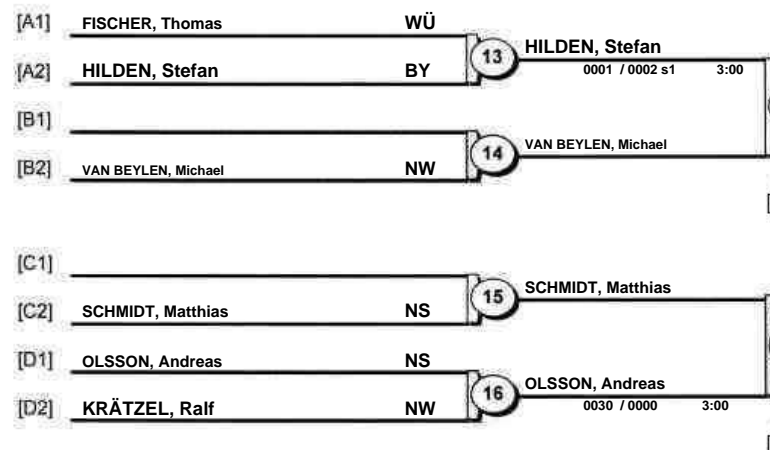 [A1] FISCHER, Thomas WÜ
13 HILDEN, Stefan
[A2] HILDEN, Stefan BY
0001 / 0002 s1 3:00
[B1]
14 VAN BEYLEN, Michael
[B2] VAN BEYLEN, Michael NW
[C1]
15 SCHMIDT, Matthias
[C2] SCHMIDT, Matthias NS
[D1] OLSSON, Andreas NS
16 OLSSON, Andreas
[D2] KRÄTZEL, Ralf NW
0030 / 0000 3:00